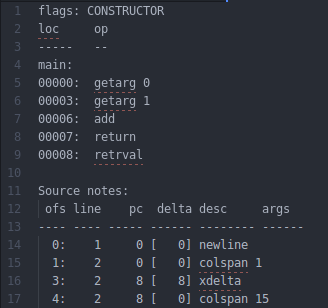 1 flags: CONSTRUCTOR
2 loc op
3 ----- --
4 main:
5 00000: getarg 0
6 00003: getarg 1
7 00006: add
8 00007: return
9 00008: retrval
10
11 Source notes:
12 ofs line pc delta desc args
13 ---- ---- ----- ------ -------- ------
14 0: 1 0 [ 0] newline
15 1: 2 0 [ 0] colspan 1
16 3: 2 8 [ 8] xdelta
17 4: 2 8 [ 0] colspan 15